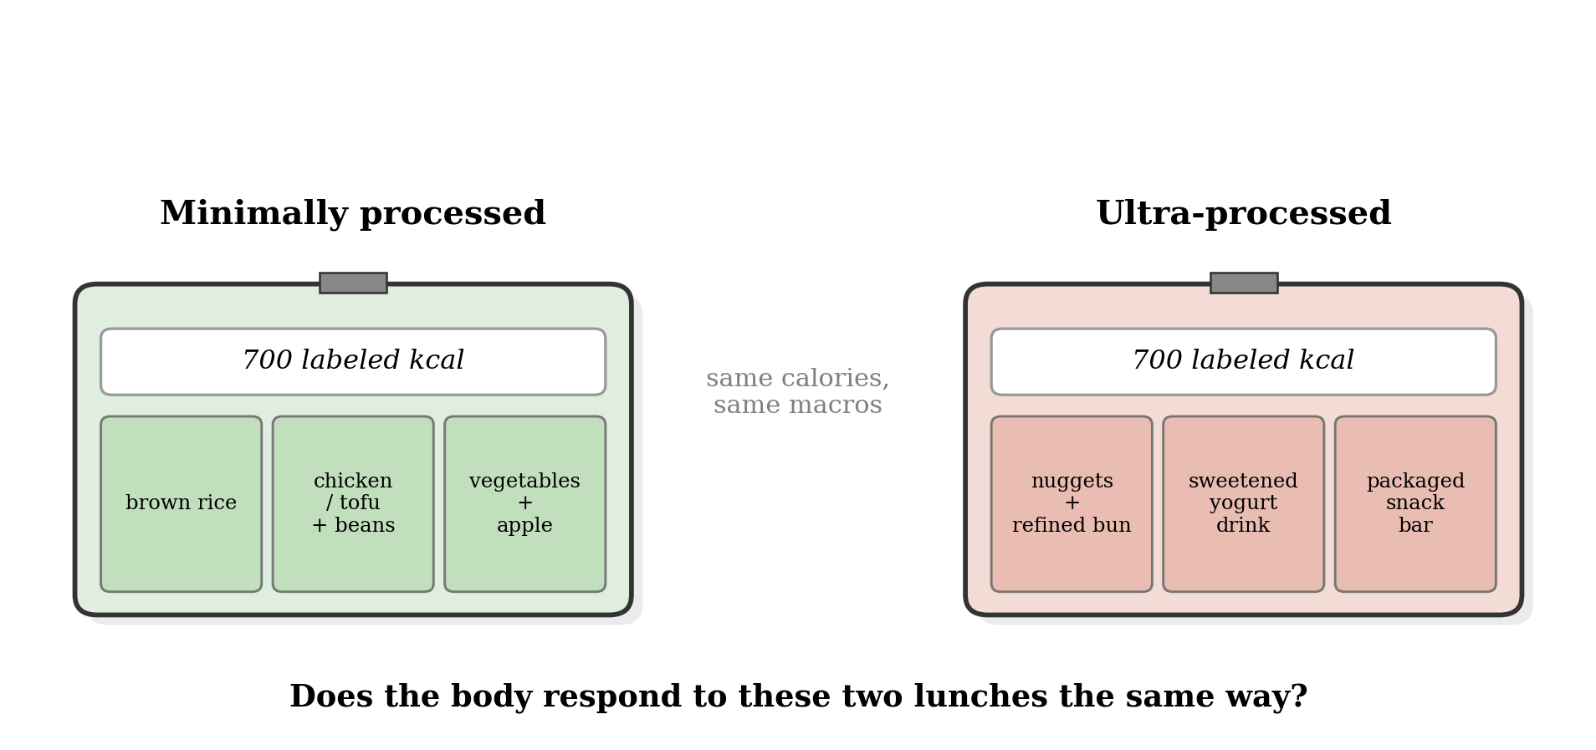 Minimally processed
Ultra-processed
700 labeled kcal
brown rice
chicken
/ tofu
+ beans
vegetables
+
apple
same calories,
same macros
700 labeled kcal
nuggets
+
refined bun
sweetened
yogurt
drink
packaged
snack
bar
Does the body respond to these two lunches the same way?